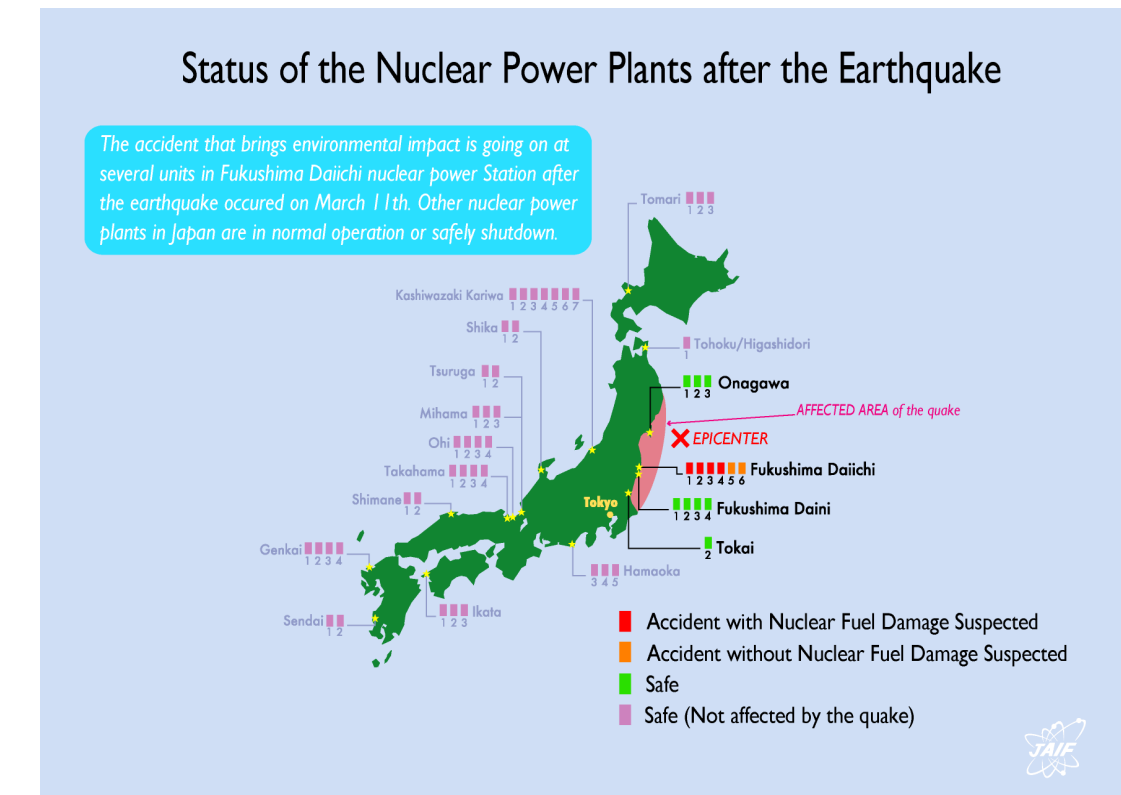 Status of the Nuclear Power Plants after the Earthquake
The accident that brings environmental impact is going on at
several units in Fukushima Daiichi nuclear power Station after
the earthquake occured on March 11th. Other nuclear power
plants in Japan are in normal operation or safely shutdown.
Tomari
1 2 3
Kashiwazaki Kariwa
1 2 3 4 5 6 7
Shika
1 2
Tohoku/Higashidori
1
Tsuruga
1 2
Onagawa
1 2 3
AFFECTED AREA of the quake
Mihama
1 2 3
EPICENTER
Ohi
1 2 3 4
Takahama
1 2 3 4
Fukushima Daiichi
1 2 3 4 5 6
Shimane
1 2
Tokyo
Fukushima Daini
1 2 3 4
Genkai
1 2 3 4
Tokai
2
Hamaoka
3 4 5
Ikata
1 2 3
Sendai
1 2
Accident with Nuclear Fuel Damage Suspected
Accident without Nuclear Fuel Damage Suspected
Safe
Safe (Not affected by the quake)
JAIF